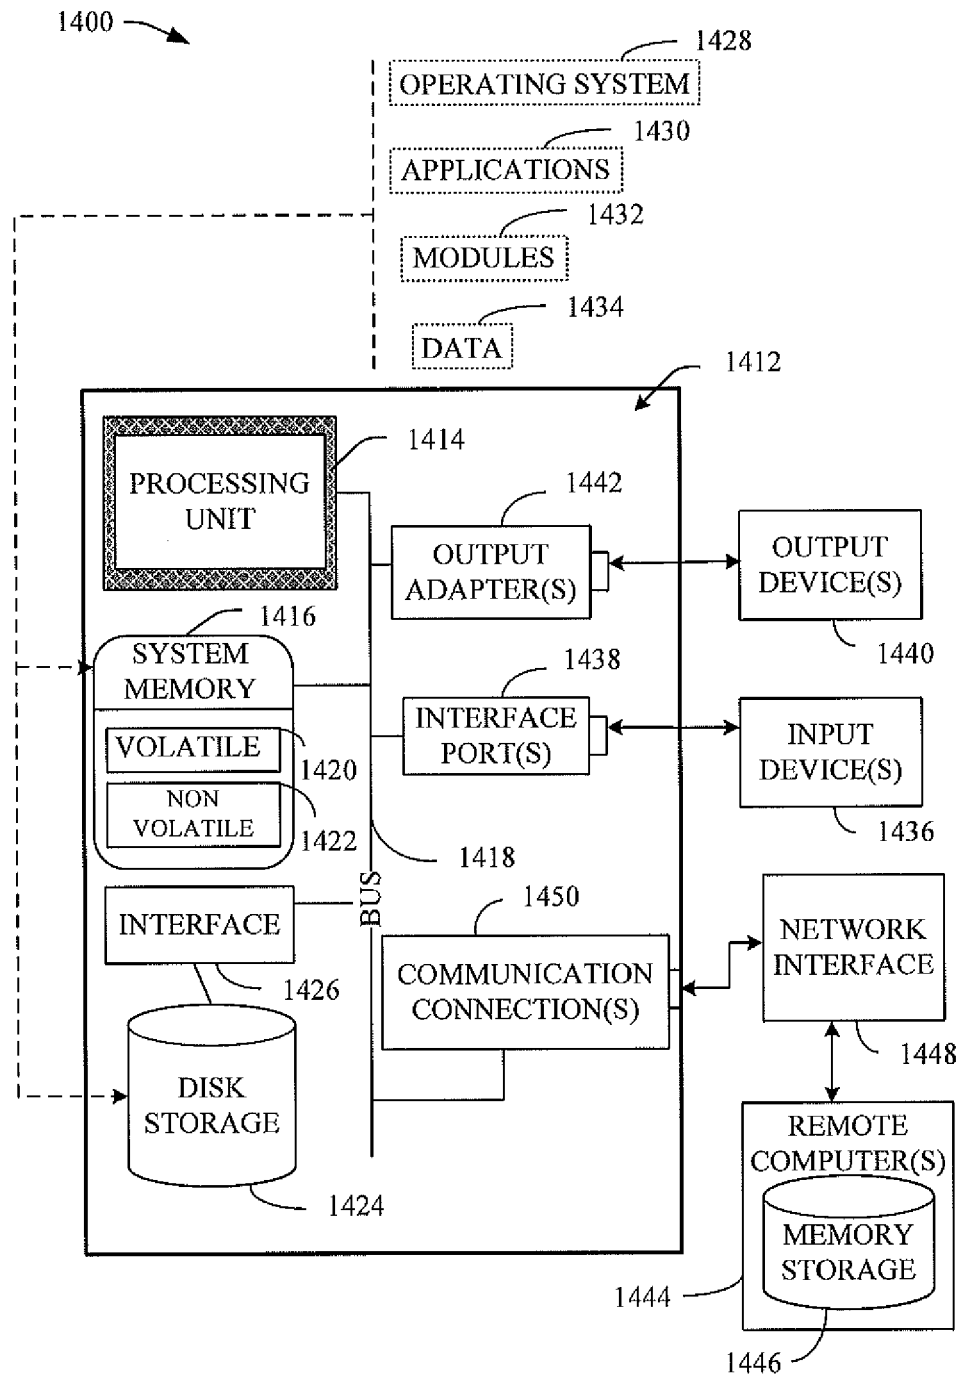 1400
1428
OPERATING SYSTEM
1430
APPLICATIONS
1432
MODULES
1434
DATA
1412
1414
PROCESSING
UNIT
1442
OUTPUT
ADAPTER(S)
OUTPUT
DEVICE(S)
1440
1416
SYSTEM
MEMORY
VOLATILE
1420
NON
VOLATILE
1422
1438
INTERFACE
PORT(S)
INPUT
DEVICE(S)
1436
1418
BUS
INTERFACE
1426
1450
COMMUNICATION
CONNECTION(S)
NETWORK
INTERFACE
1448
DISK
STORAGE
1424
REMOTE
COMPUTER(S)
MEMORY
STORAGE
1444
1446